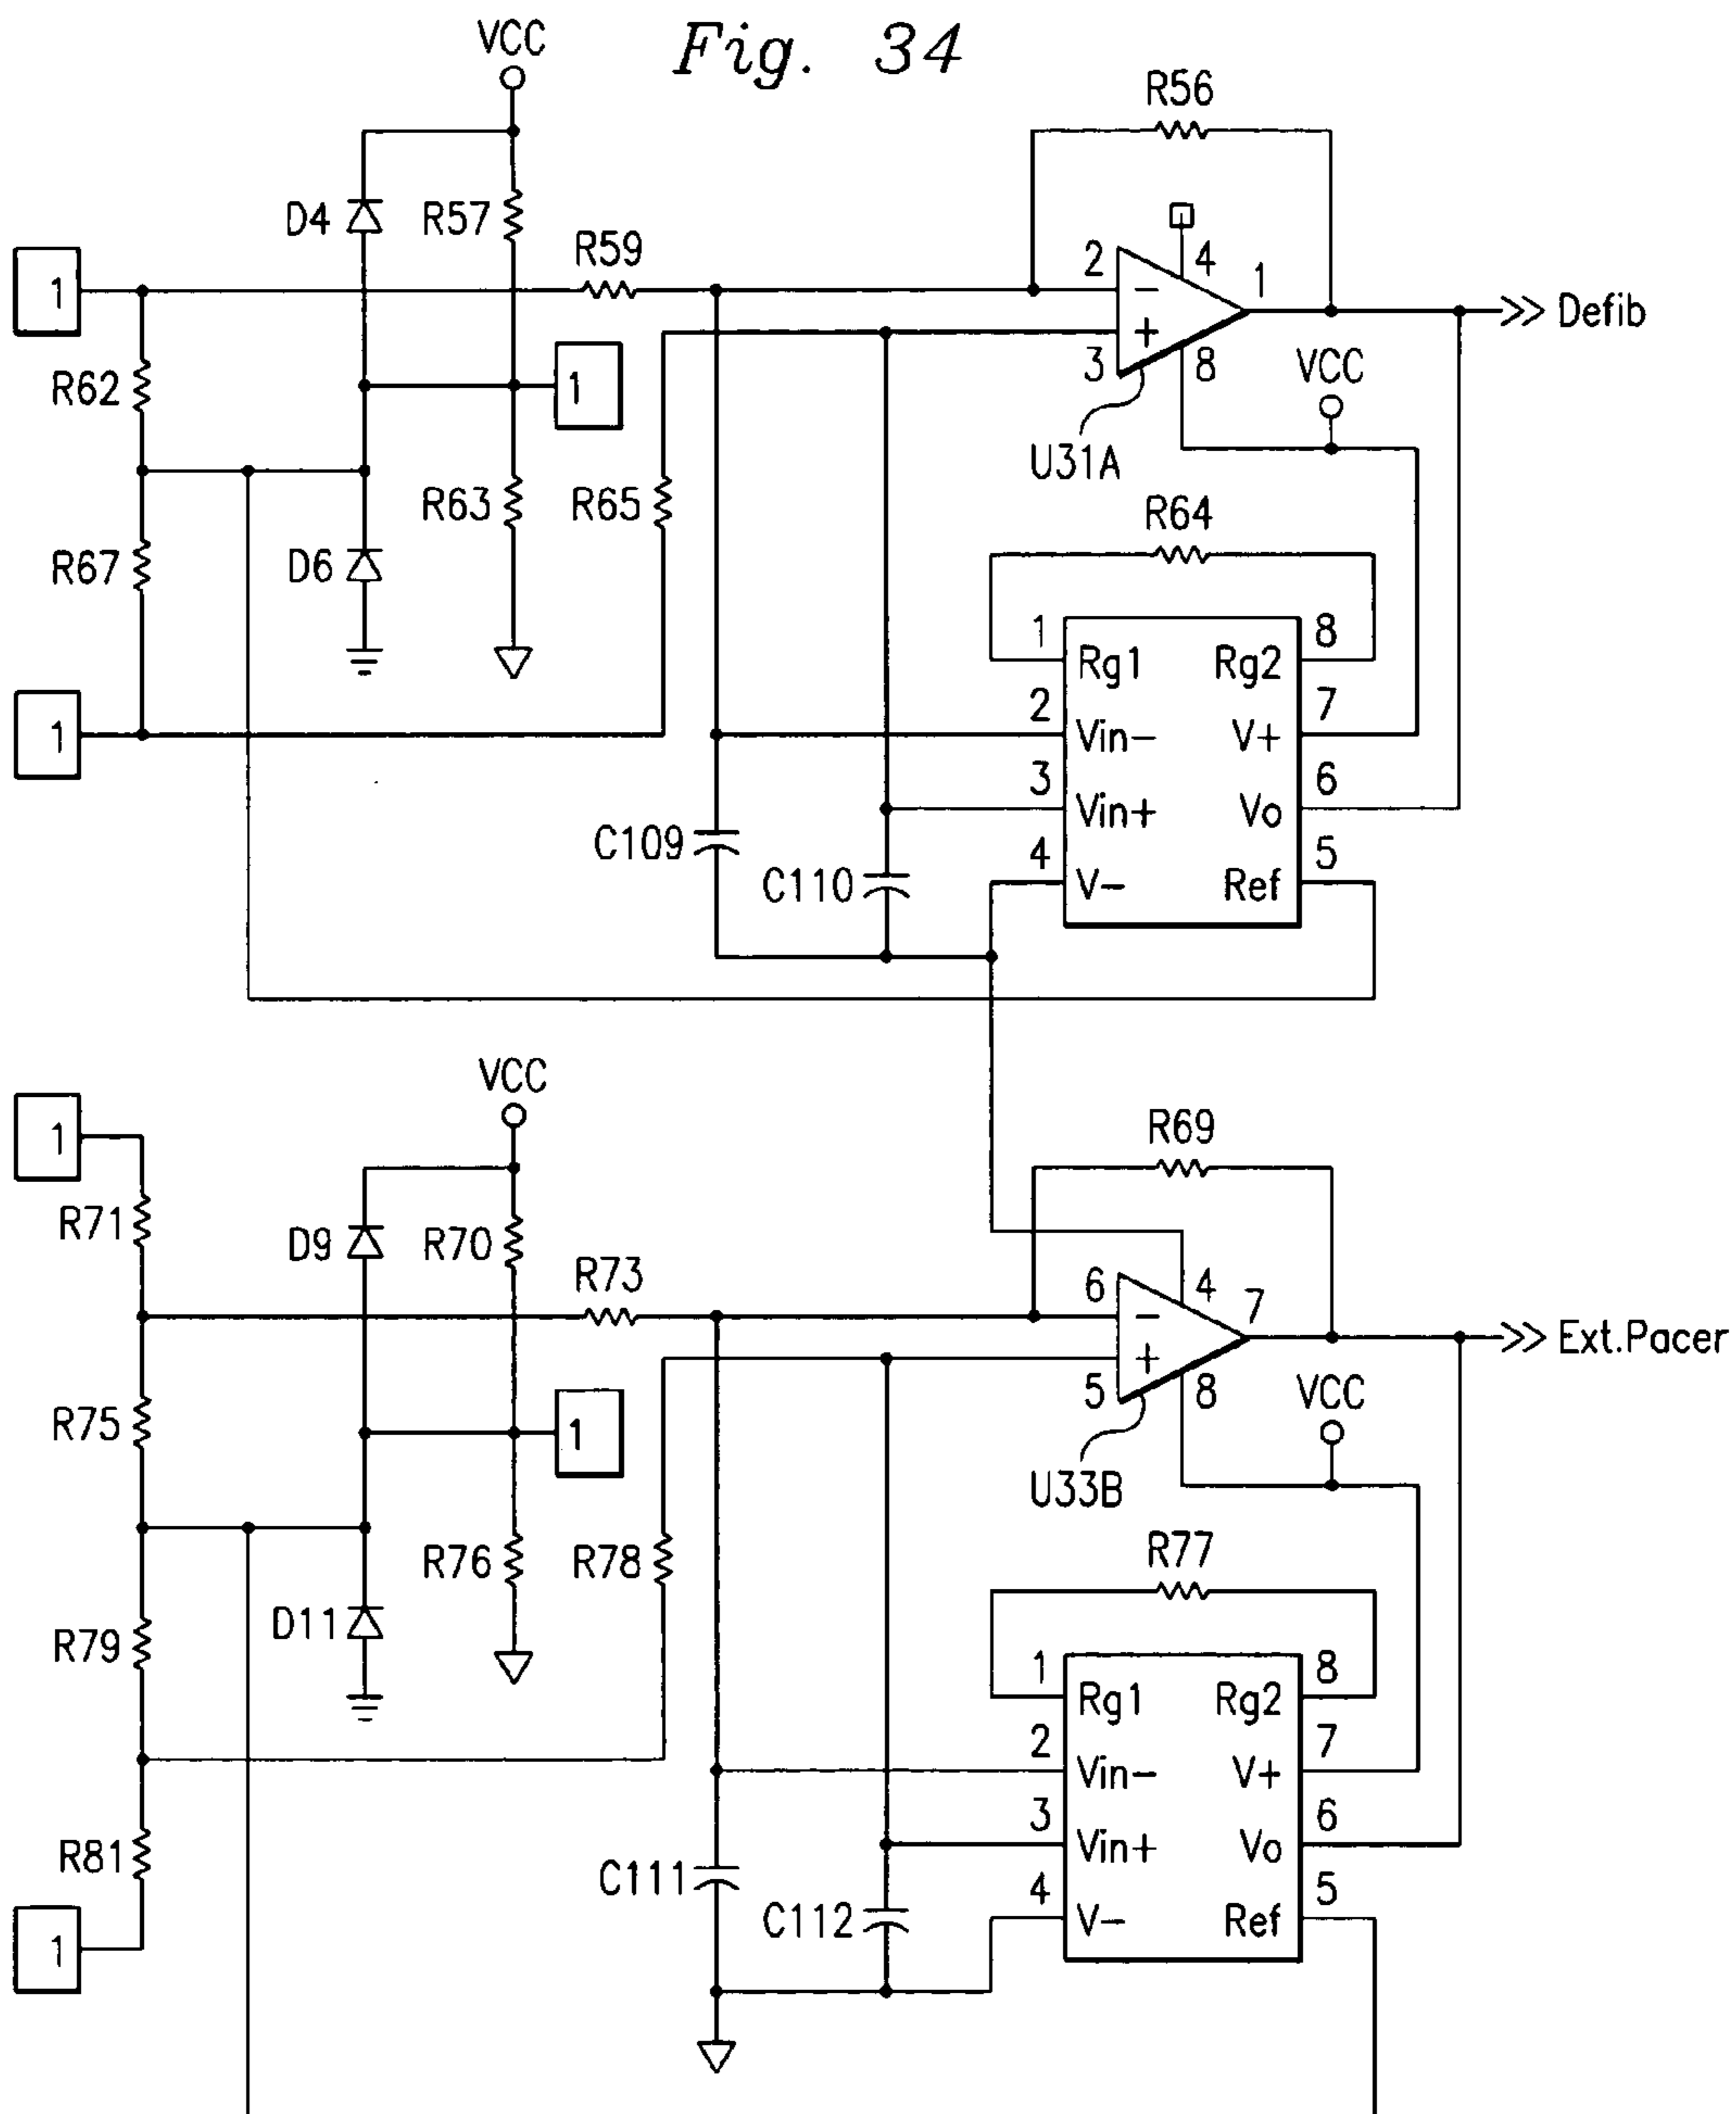 Fig. 34
VCC
R56
D4
R57
R59
1
2
4
1
Defib
3
8
VCC
R62
1
U31A
R63
R65
R64
R67
D6
1
8
Rg1
Rg2
2
7
1
Vin-
V+
3
6
Vin+
Vo
C109
4
5
C110
V-
Ref
VCC
1
R69
R71
D9
R70
R73
6
4
7
Ext.Pacer
5
8
VCC
R75
1
U33B
R76
R78
R77
R79
D11
1
8
Rg1
Rg2
2
7
Vin-
V+
3
6
R81
Vin+
Vo
C111
4
5
1
C112
V-
Ref